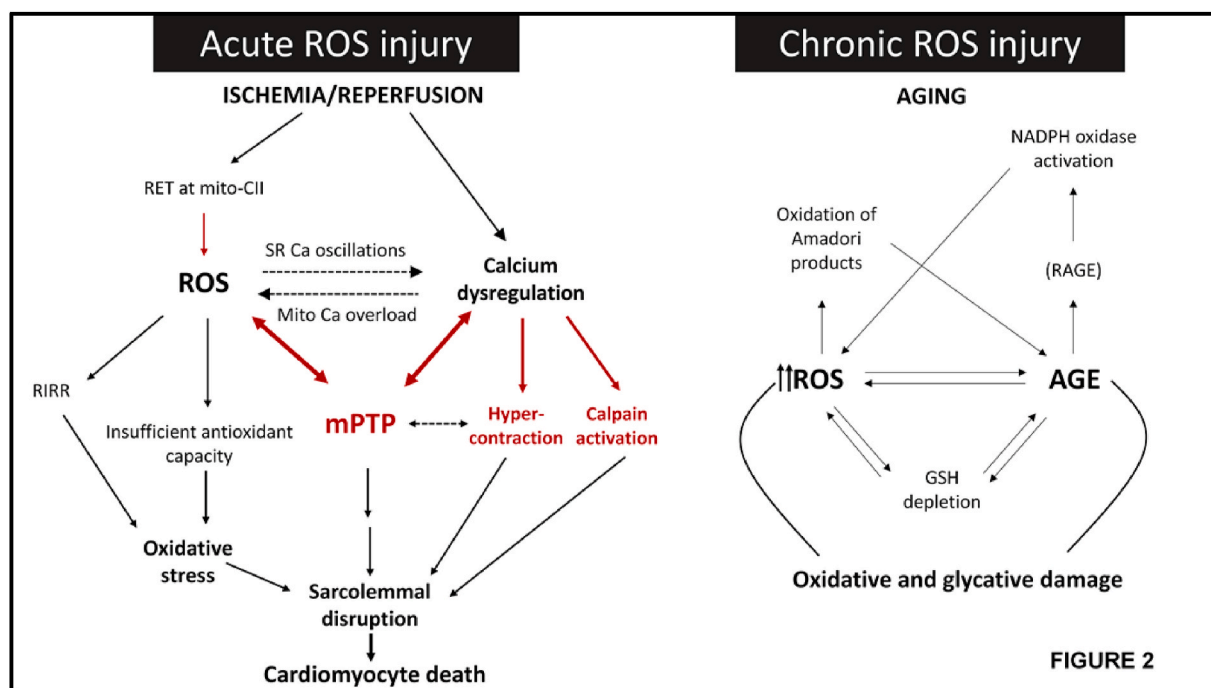 Acute ROS injury
ISCHEMIA/REPERFUSION
RET at mito-CII
ROS
SR Ca oscillations
Mito Ca overload
Calcium
dysregulation
RIRR
Insufficient antioxidant
capacity
mPTP
Hyper-
contraction
Calpain
activation
Oxidative
stress
Sarcolemmal
disruption
Cardiomyocyte death
Chronic ROS injury
AGING
NADPH oxidase
activation
Oxidation of
Amadori
products
(RAGE)
↑↑ROS
AGE
GSH
depletion
Oxidative and glycative damage
FIGURE 2